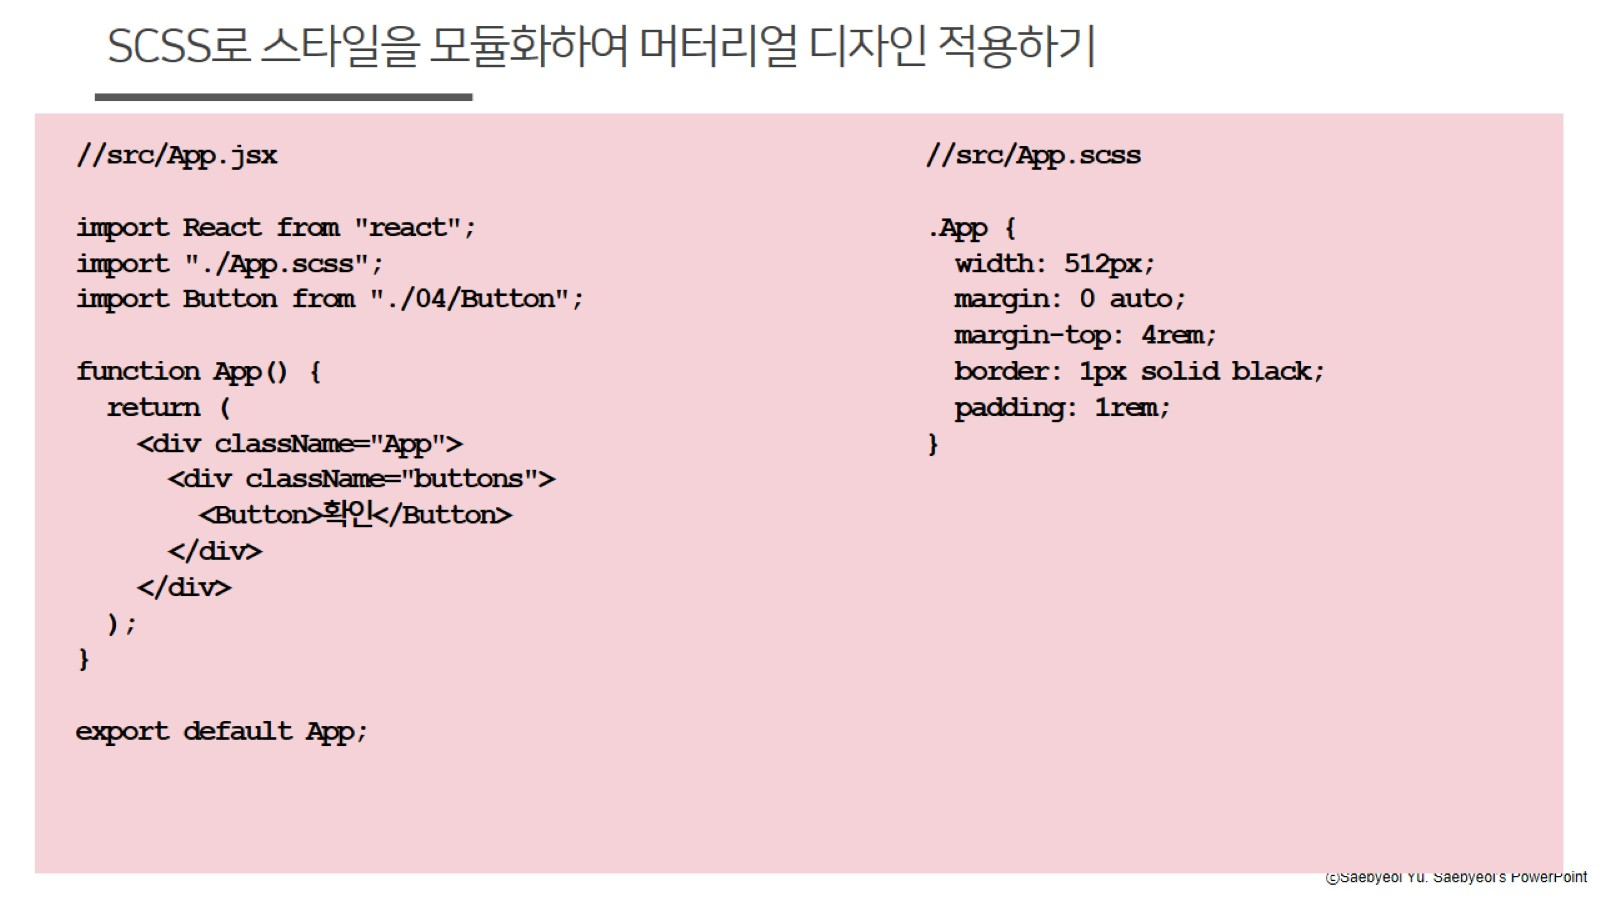 SCSS로 스타일을 모듈화하여 머터리얼 디자인 적용하기
//src/App.jsx
import React from "react";
import "./App.scss";
import Button from "./04/Button";
function App() {
return (
<div className="App">
<div className="buttons">
<Button>확인</Button>
</div>
</div>
);
}
export default App;
//src/App.scss
.App {
width: 512px;
margin: 0 auto;
margin-top: 4rem;
border: 1px solid black;
padding: 1rem;
}
ⓒSaebyeol Yu. Saebyeol's PowerPoint